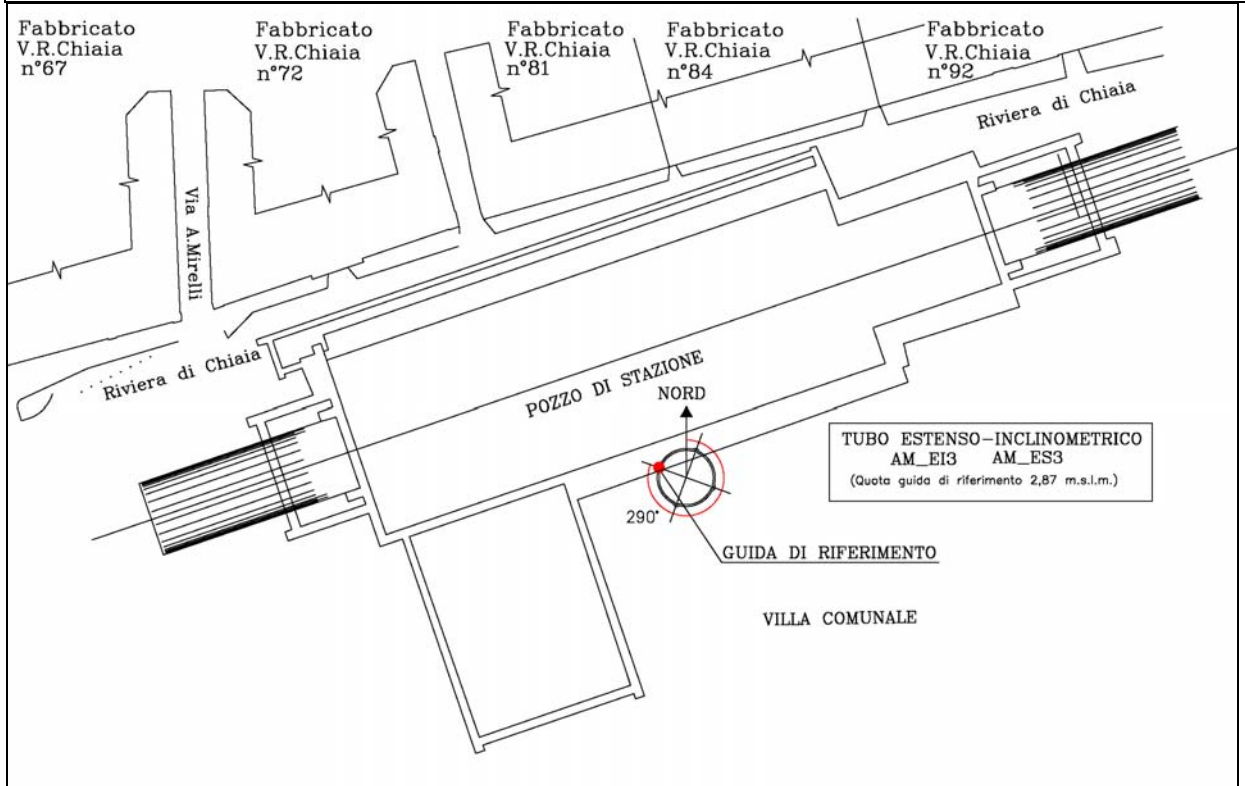 Fabbricato
V.R.Chiaia
n°67
Fabbricato
V.R.Chiaia
n°72
Fabbricato
V.R.Chiaia
n°81
Fabbricato
V.R.Chiaia
n°84
Fabbricato
V.R.Chiaia
n°92
Riviera di Chiaia
Via A.Mirelli
Riviera di Chiaia
POZZO DI STAZIONE
NORD
TUBO ESTENSO-INCLINOMETRICO
AM_EI3 AM_ES3
(Quota guida di riferimento 2,87 m.s.l.m.)
290°
GUIDA DI RIFERIMENTO
VILLA COMUNALE